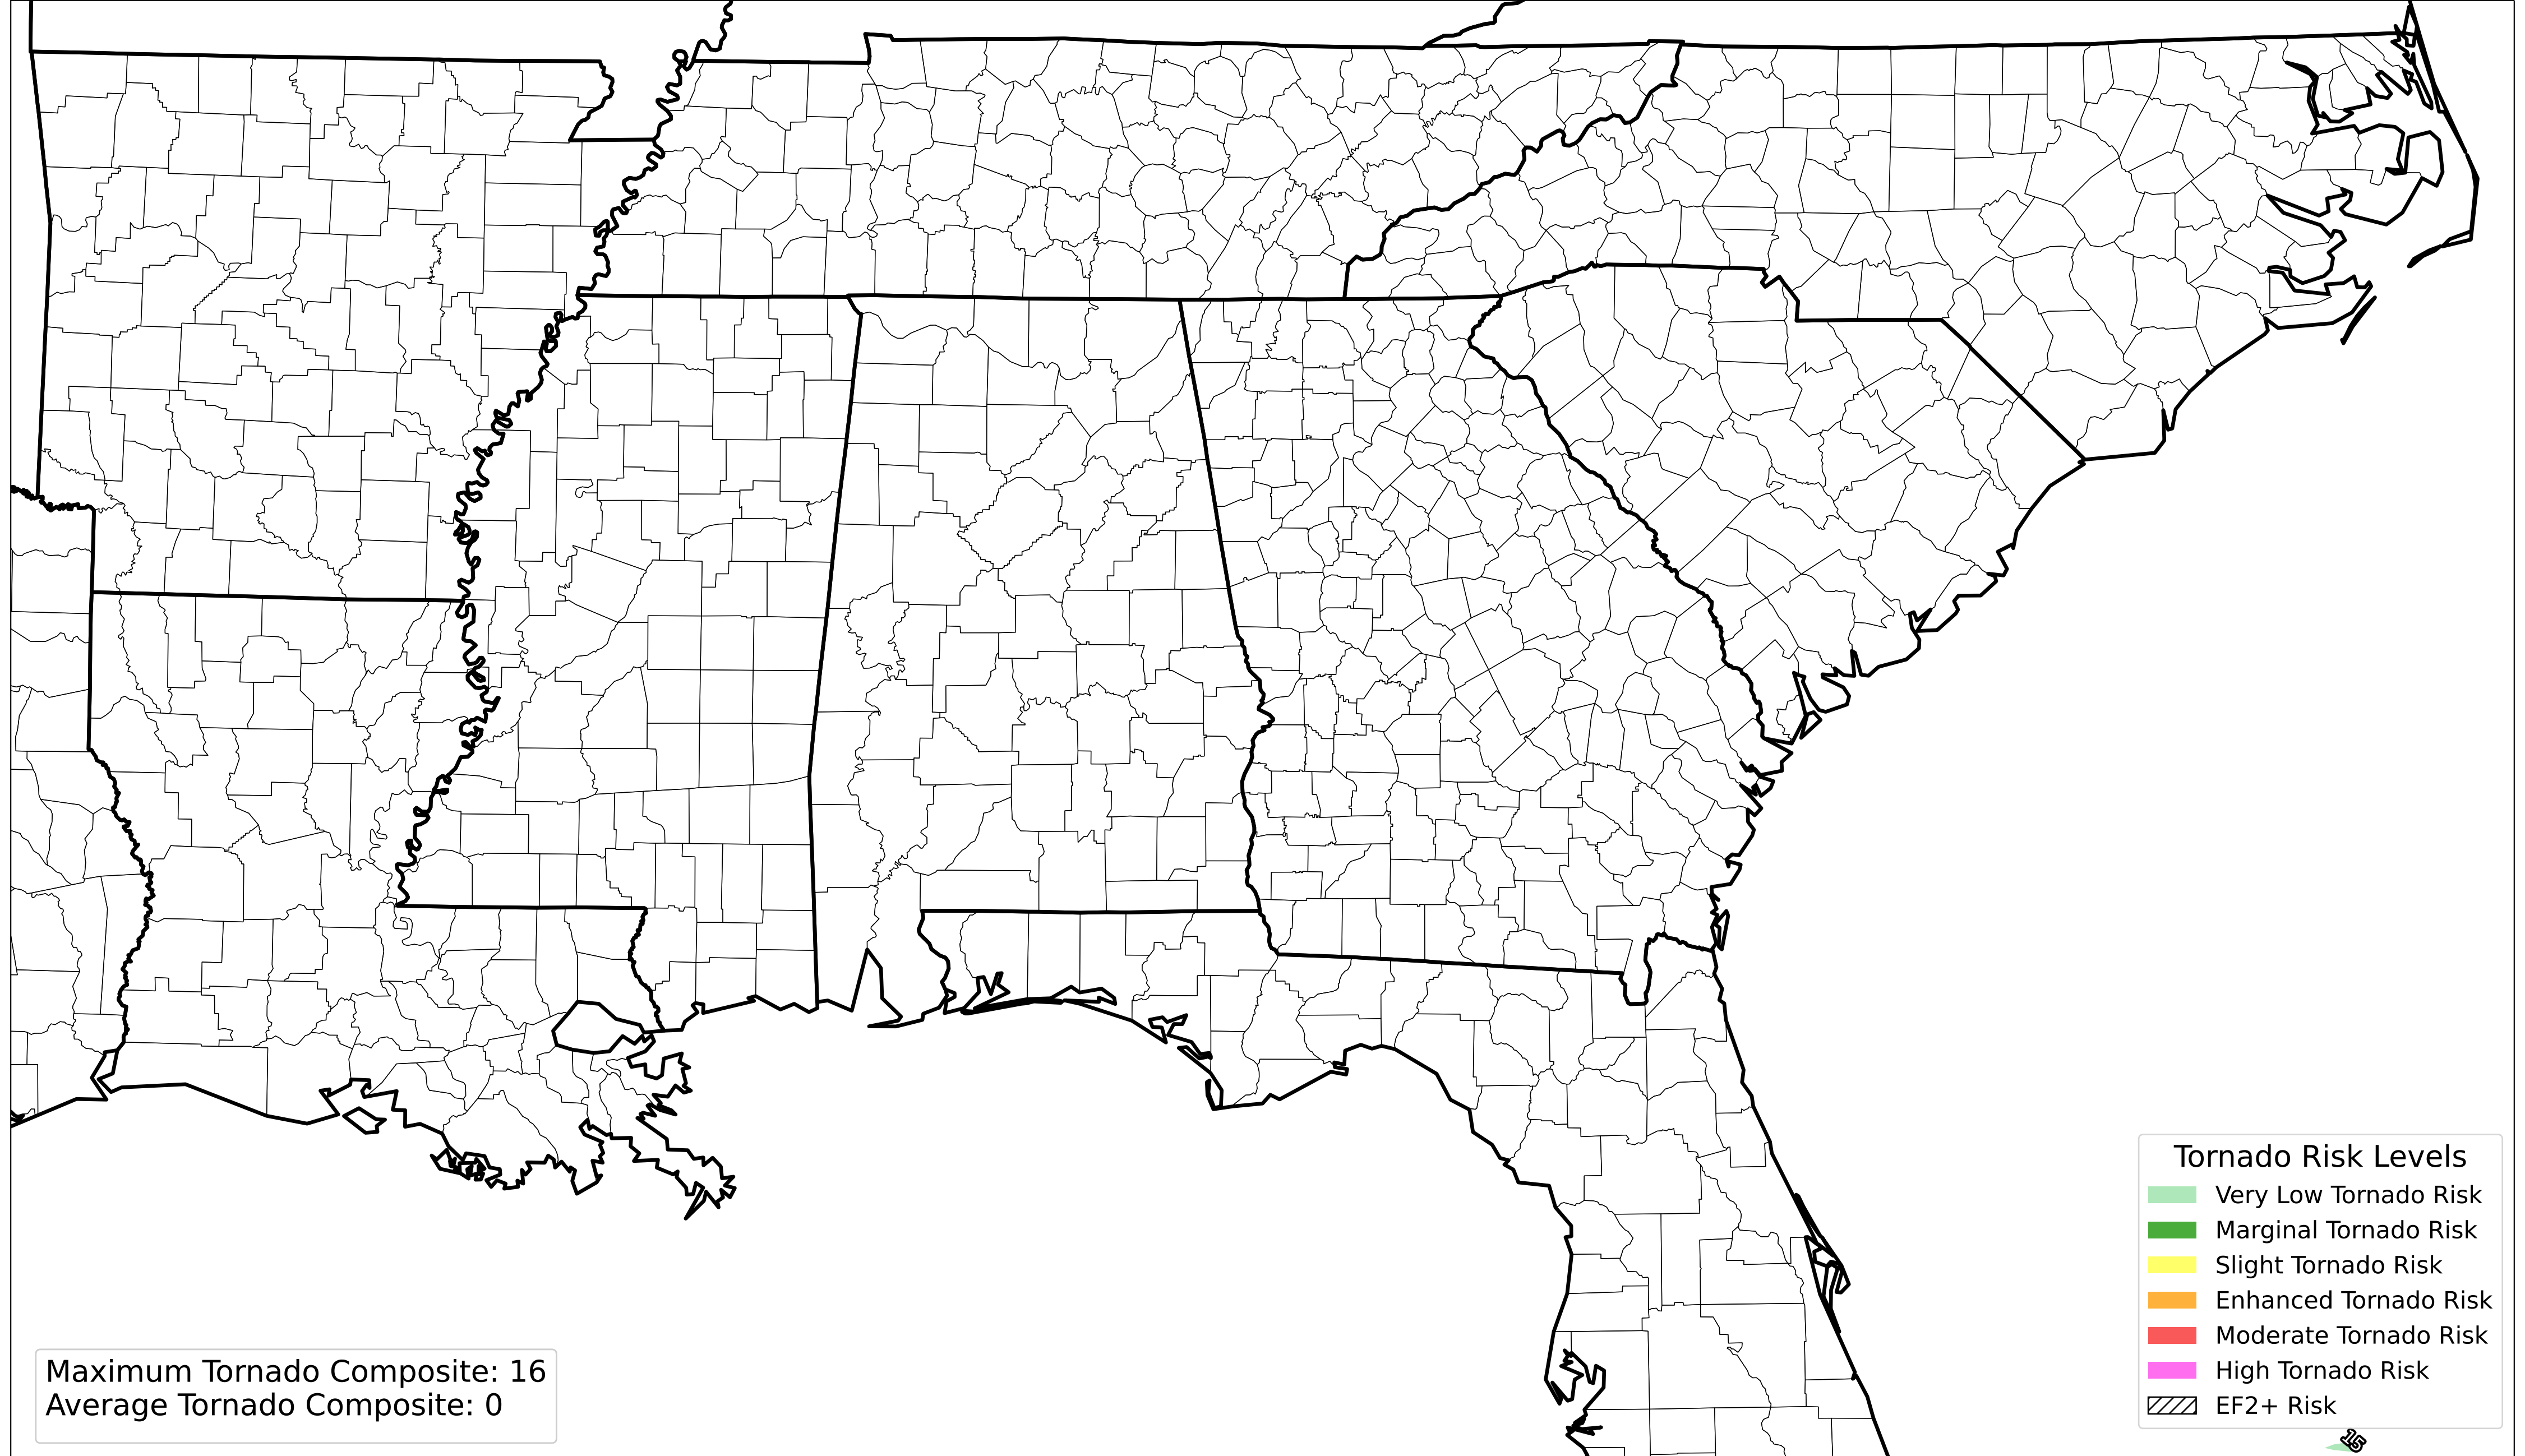 Tornado Risk Levels
Very Low Tornado Risk
Marginal Tornado Risk
Slight Tornado Risk
Enhanced Tornado Risk
Moderate Tornado Risk
High Tornado Risk
EF2+ Risk
Maximum Tornado Composite: 16
Average Tornado Composite: 0
15